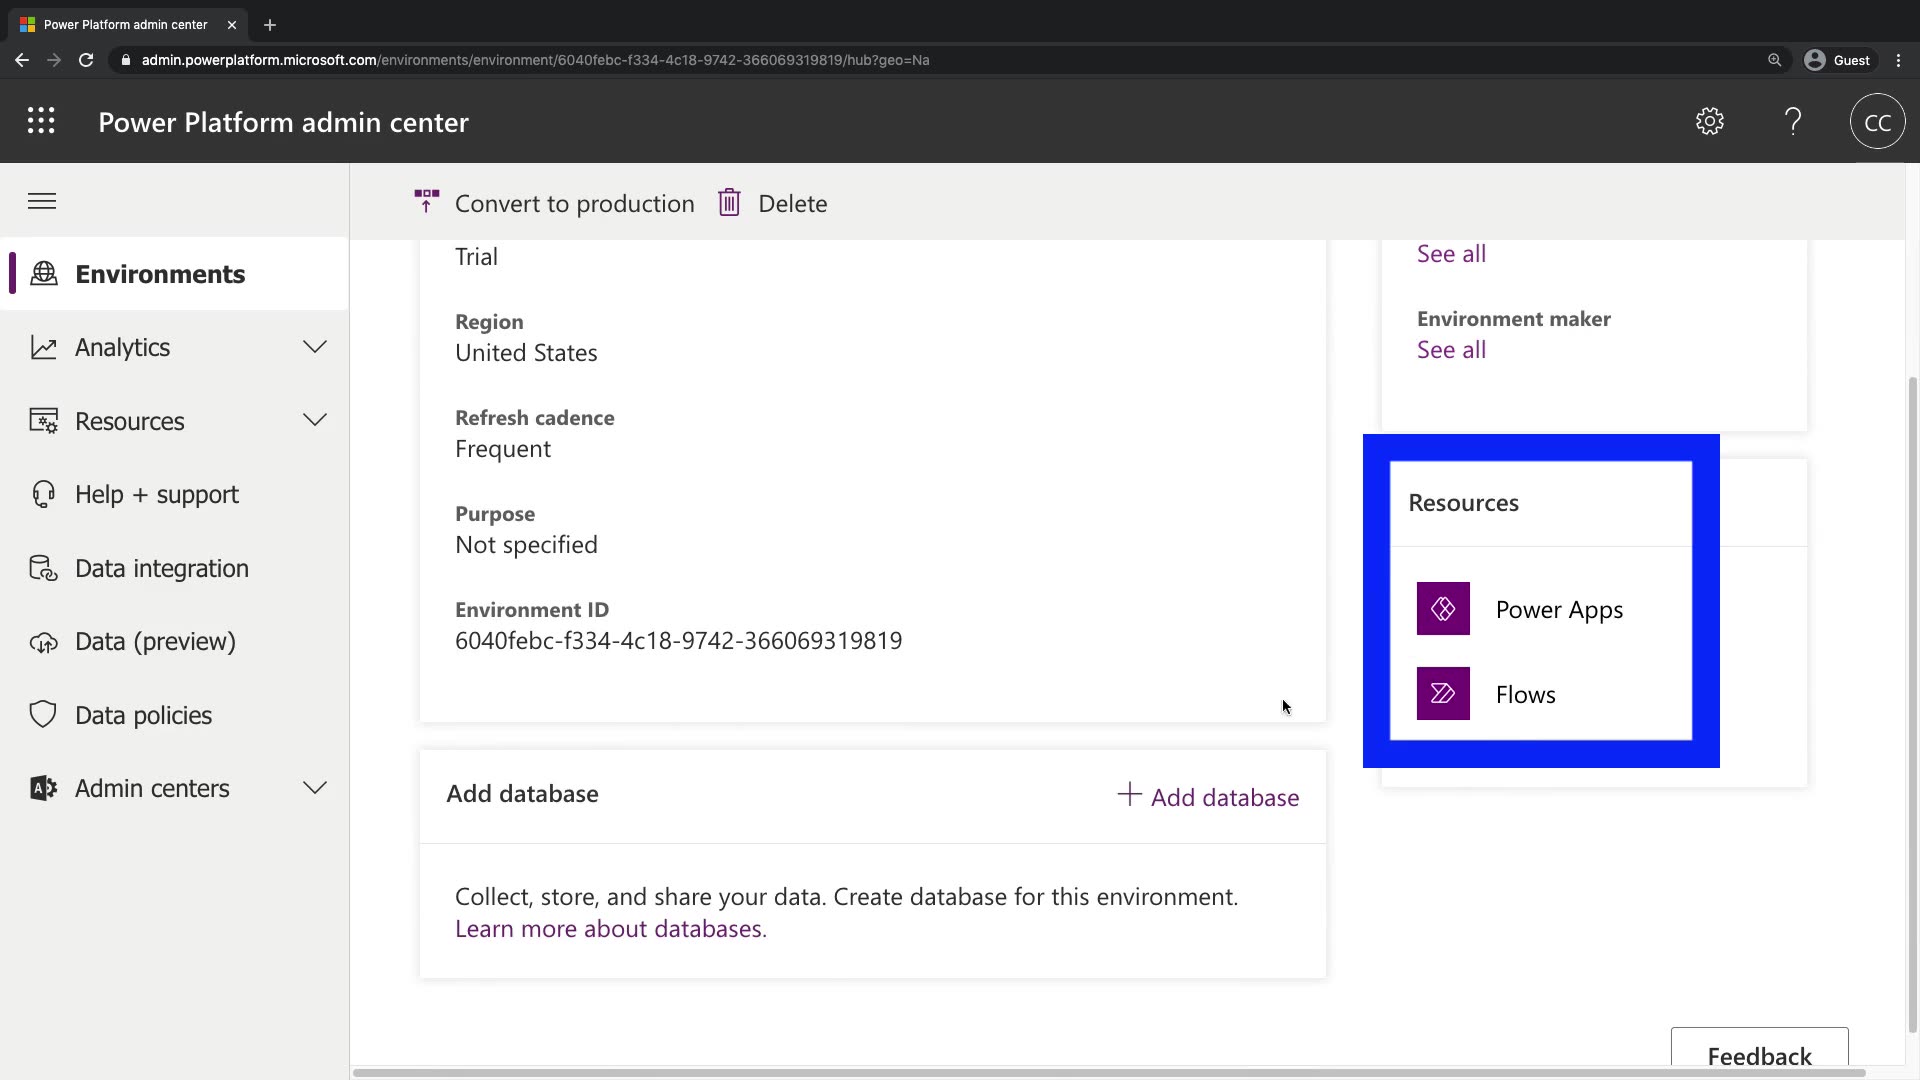 Power Platform admin center
admin.powerplatform.microsoft.com/environments/environment/6040febc-f334-4c18-9742-366069319819/hub?geo=Na
Guest
Power Platform admin center
CC
Convert to production
Delete
Environments
Analytics
Resources
Help + support
Data integration
Data (preview)
Data policies
Admin centers
Trial
Region
United States
Refresh cadence
Frequent
Purpose
Not specified
Environment ID
6040febc-f334-4c18-9742-366069319819
Add database
Add database
Collect, store, and share your data. Create database for this environment.
Learn more about databases.
See all
Environment maker
See all
Resources
Power Apps
Flows
Feedback